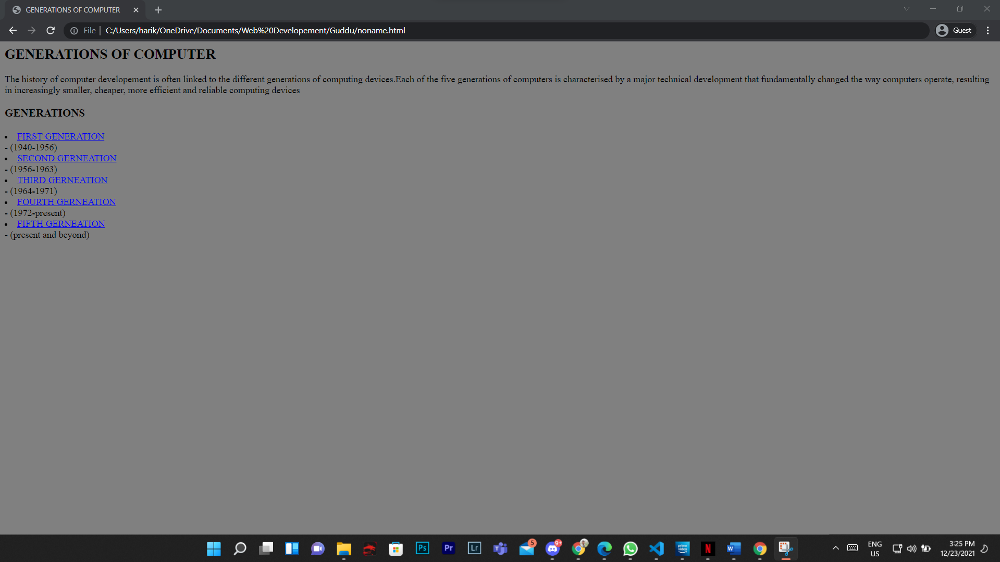 GENERATIONS OF COMPUTER
File | C:/Users/harik/OneDrive/Documents/Web%20Developement/Guddu/noname.html
Guest
GENERATIONS OF COMPUTER
The history of computer developement is often linked to the different generations of computing devices.Each of the five generations of computers is characterised by a major technical development that fundamentally changed the way computers operate, resulting
in increasingly smaller, cheaper, more efficient and reliable computing devices
GENERATIONS
• FIRST GENERATION
- (1940-1956)
• SECOND GERNEATION
- (1956-1963)
• THIRD GERNEATION
- (1964-1971)
• FOURTH GERNEATION
- (1972-present)
• FIFTH GERNEATION
- (present and beyond)
Ps
Pr
Lr
T
5
9+
prime video
N
W
ENG
US
3:25 PM
12/23/2021